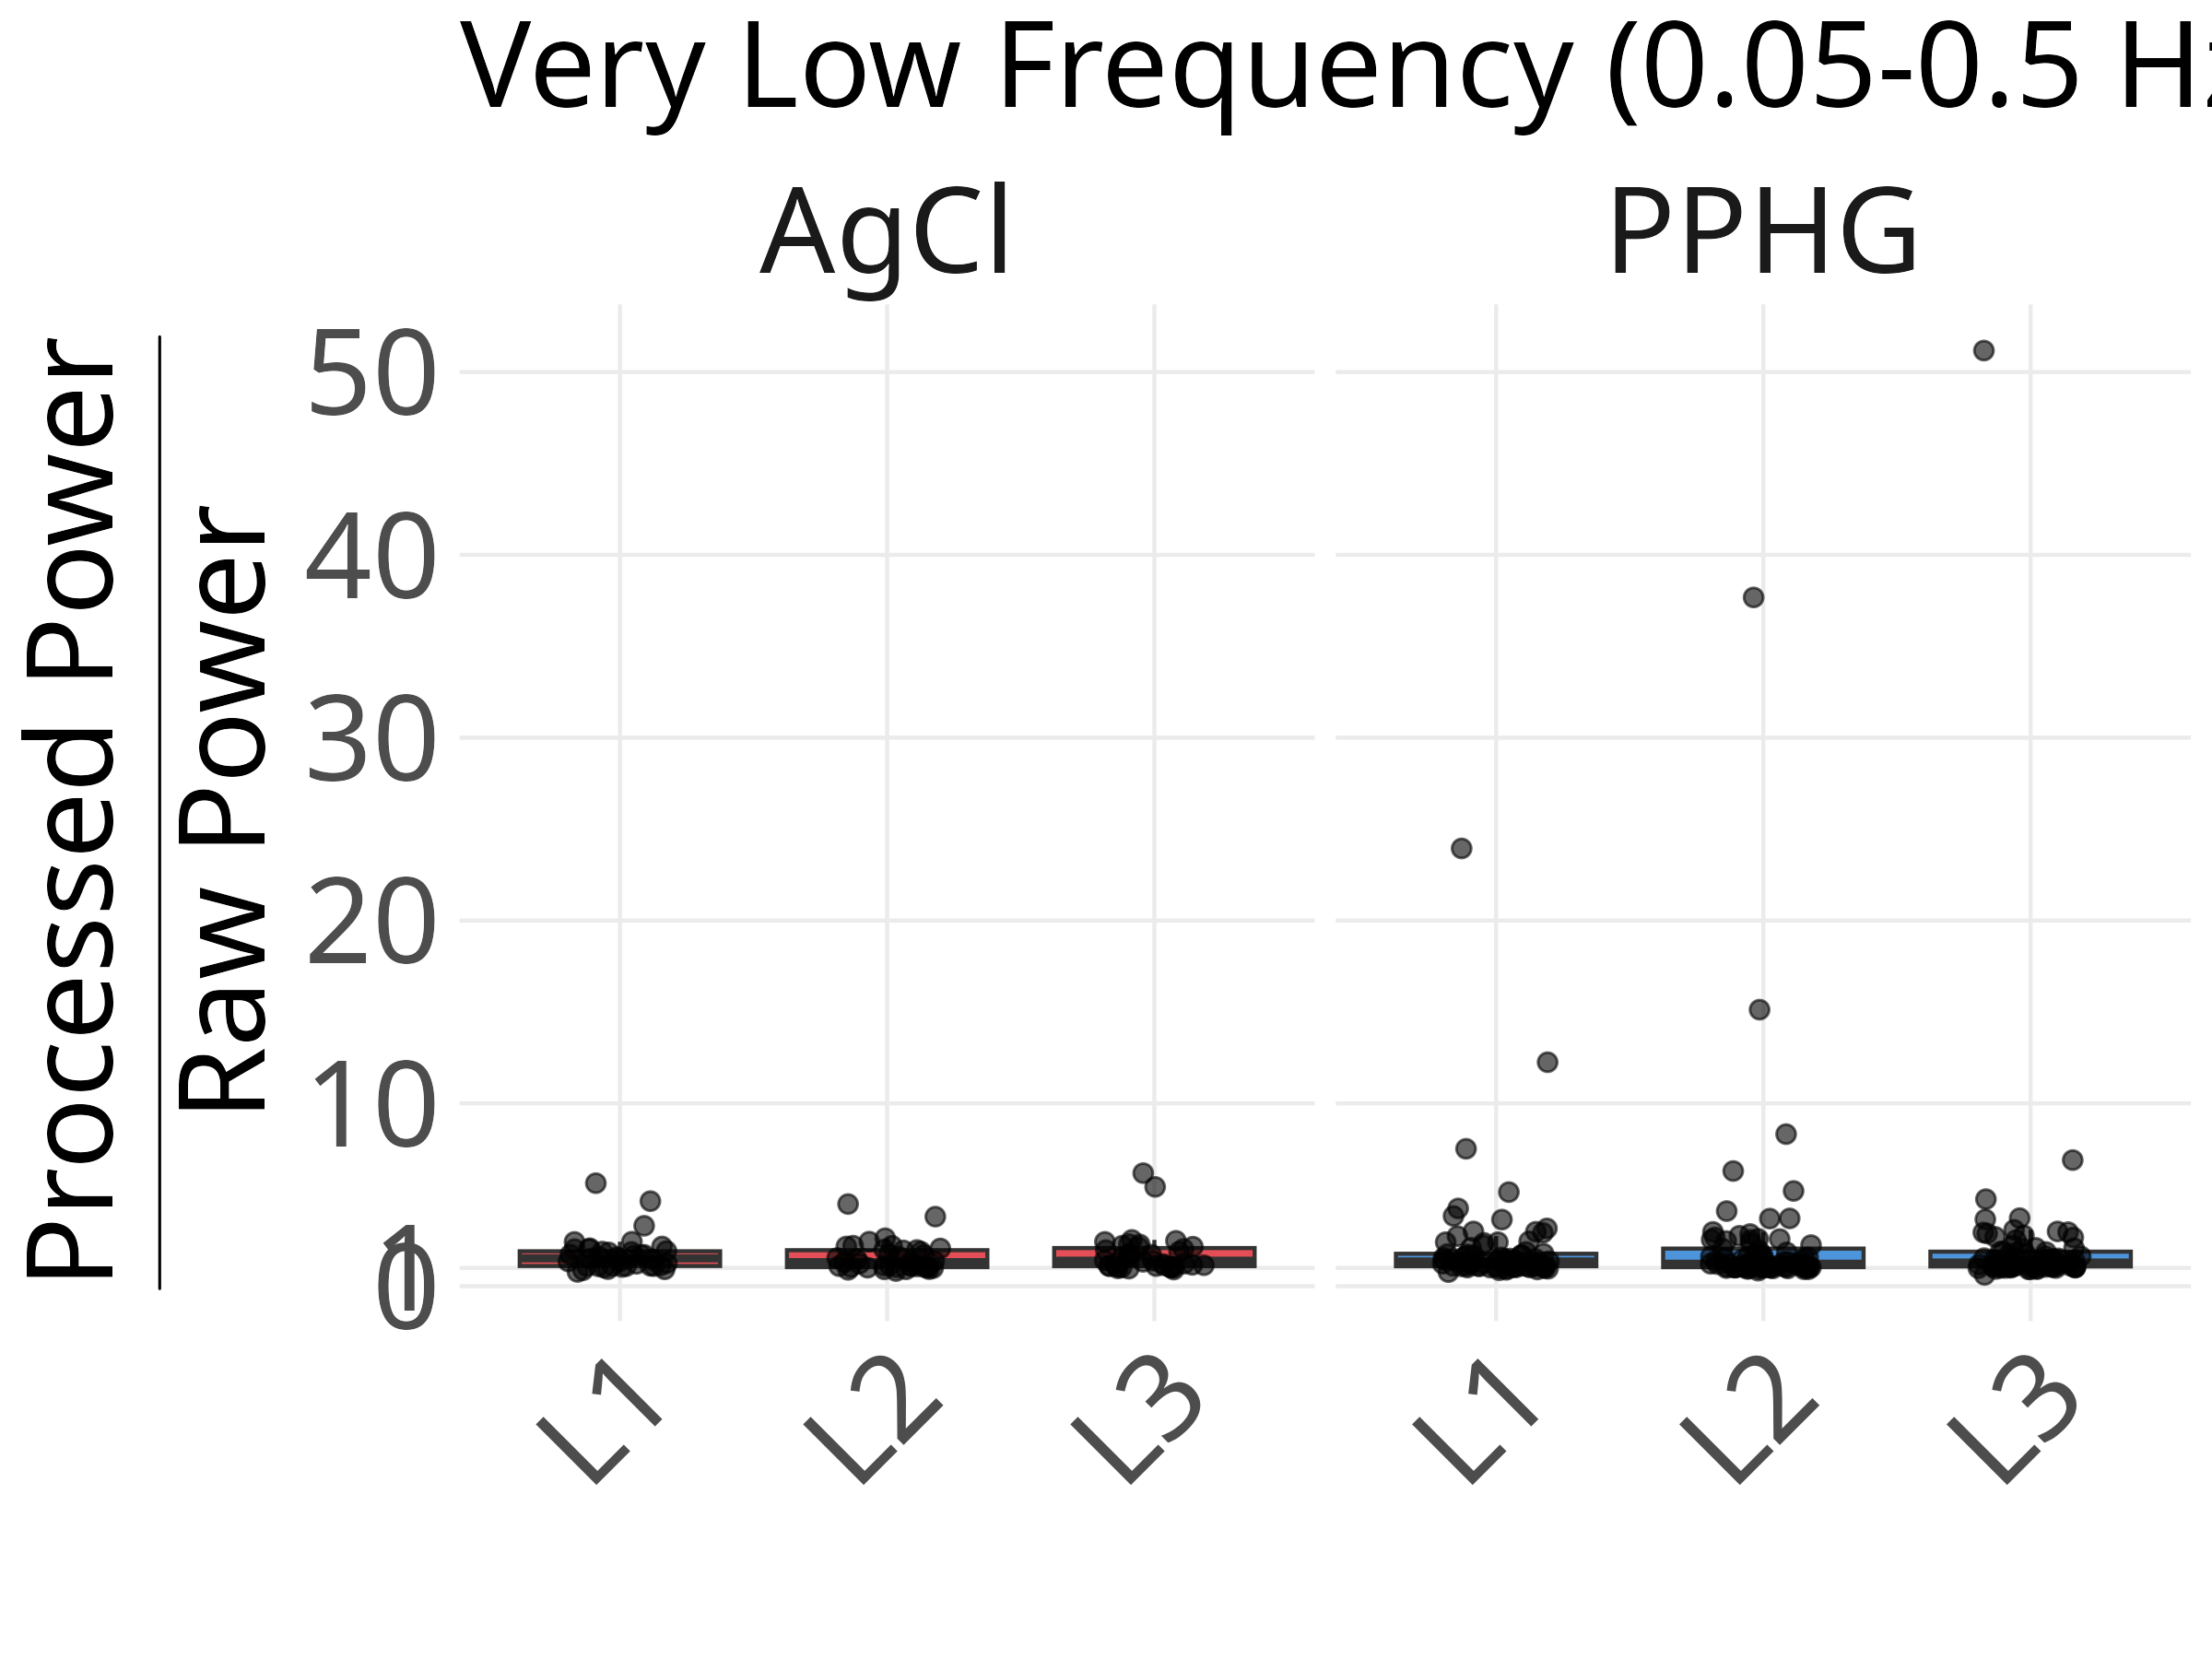 Very Low Frequency (0.05-0.5 Hz
AgCl
PPHG
Processed Power
Raw Power
50
40
30
20
10
1
0
L1
L2
L3
L1
L2
L3